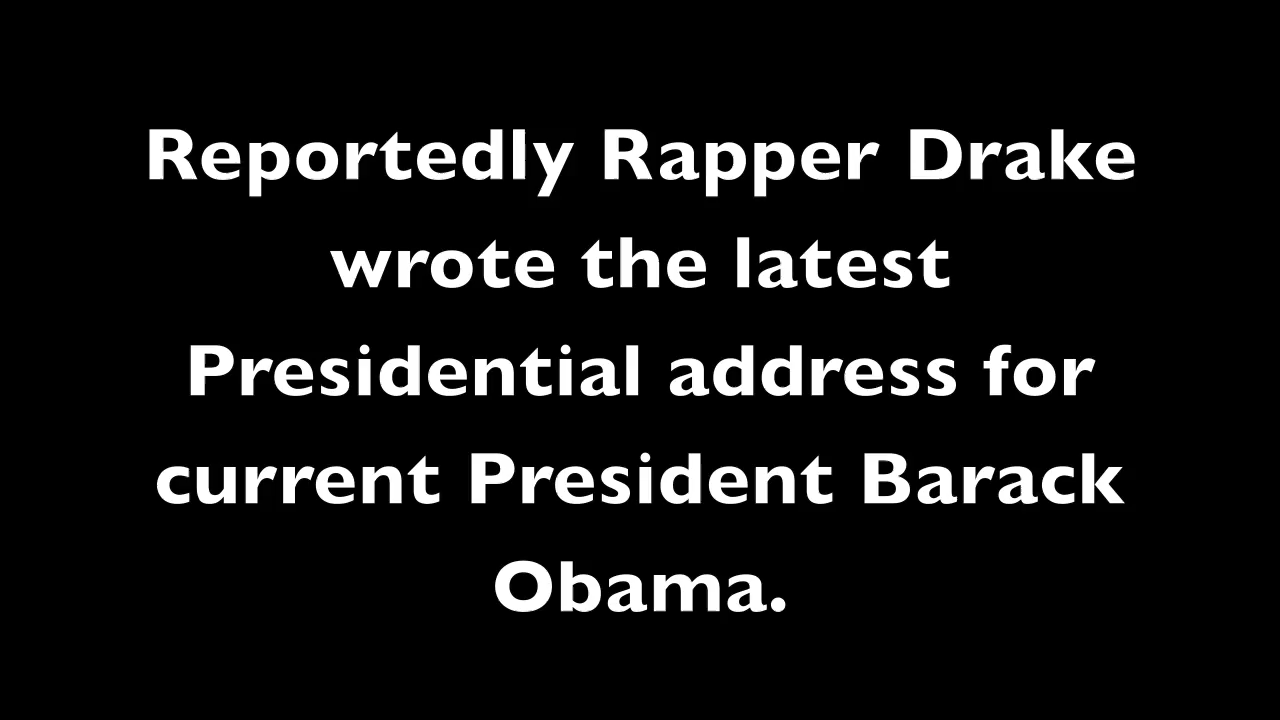 Reportedly Rapper Drake
wrote the latest
Presidential address for
current President Barack
Obama.